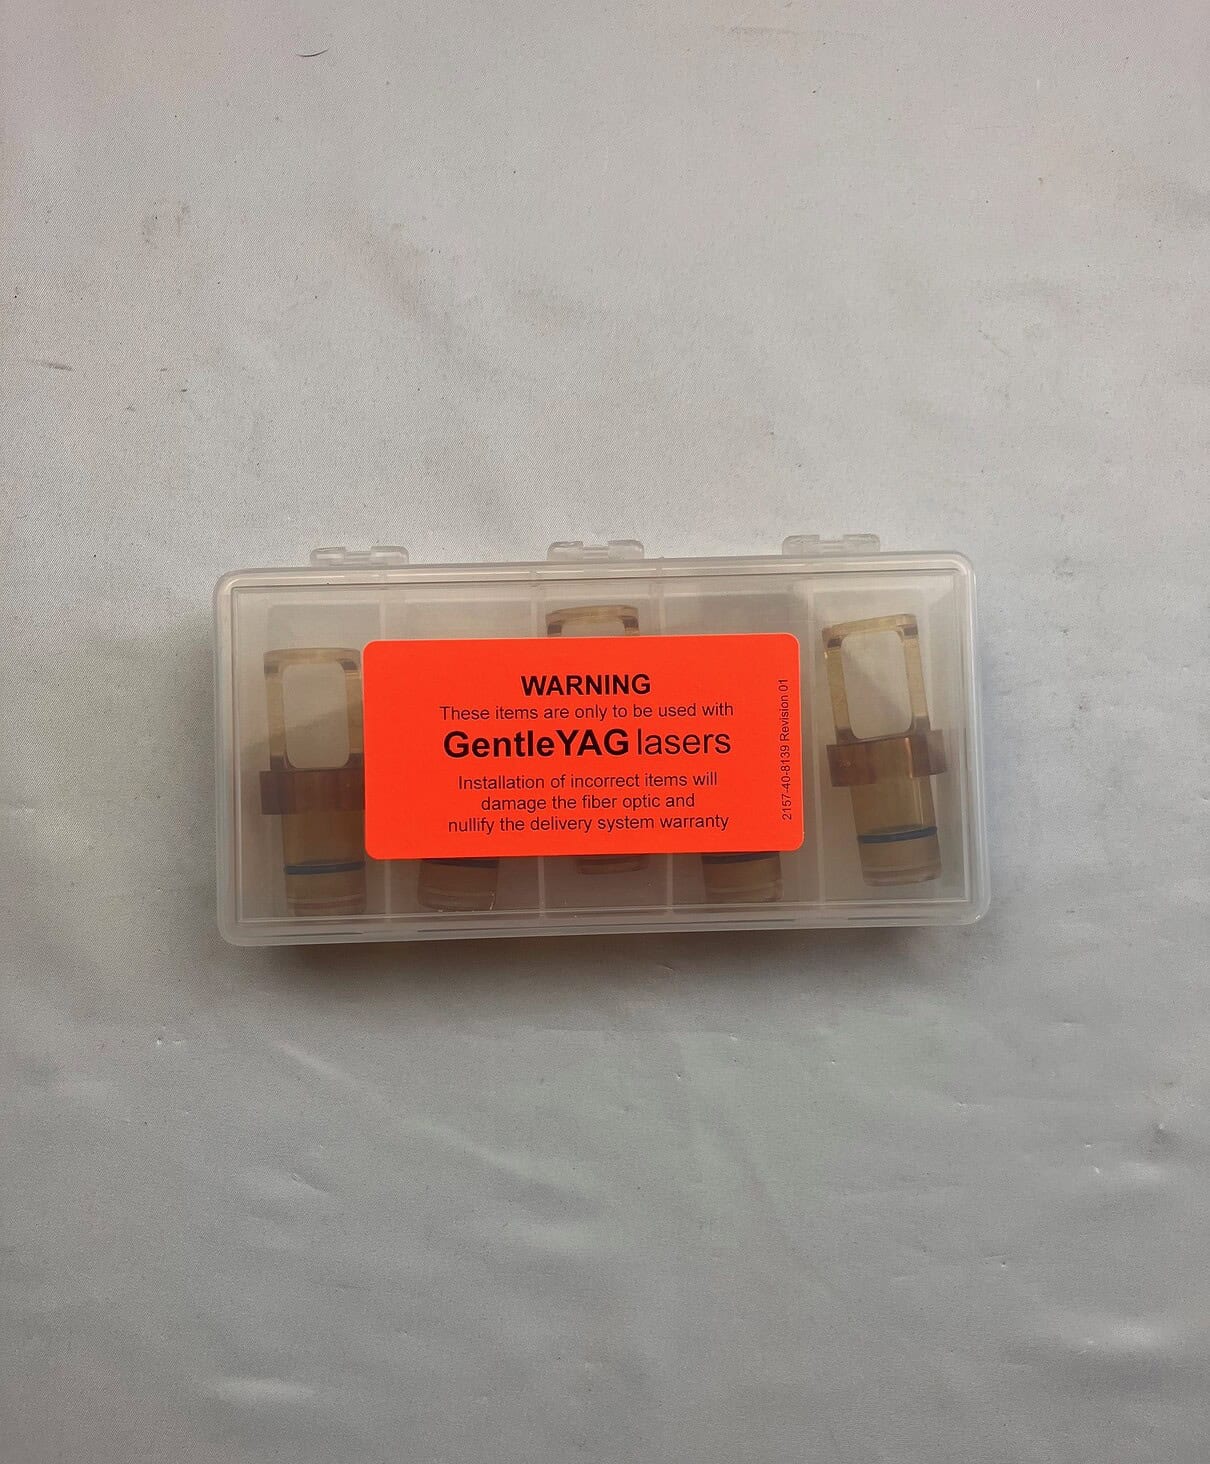 WARNING
These items are only to be used with
GentleYAG lasers
Installation of incorrect items will
damage the fiber optic and
nullify the delivery system warranty
2157-40-8139 Revision 01